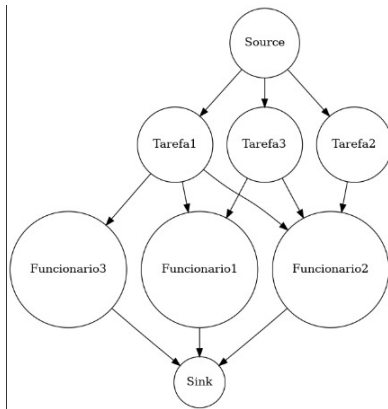 Source
Tarefa1
Tarefa3
Tarefa2
Funcionario3
Funcionario1
Funcionario2
Sink